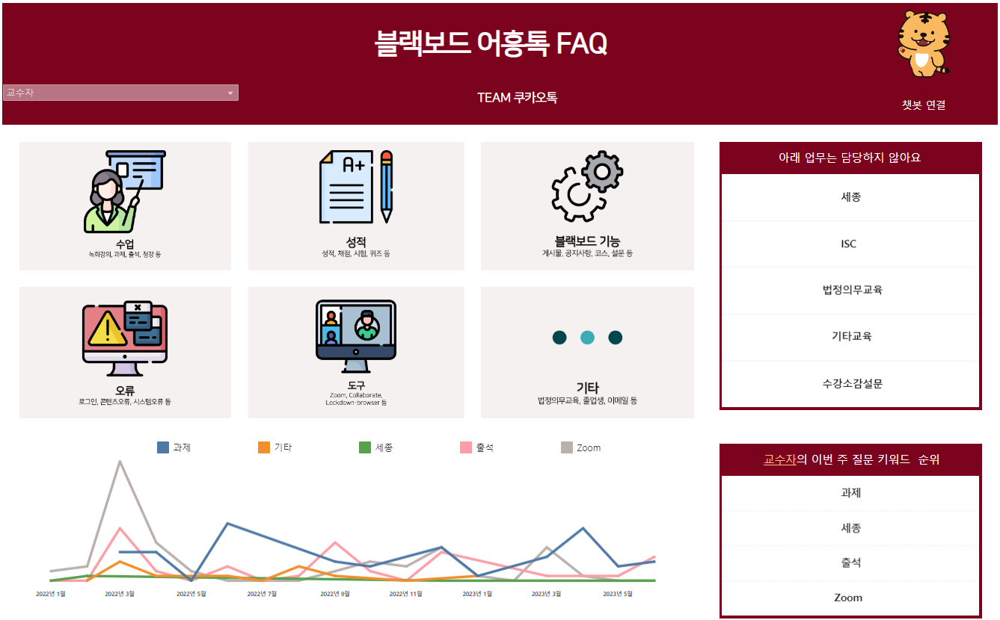 블랙보드 어흥톡 FAQ
교수자
TEAM 쿠카오톡
챗봇 연결
A+
수업
녹화강의, 과제, 출석, 청강 등
성적
성적, 채점, 시험, 퀴즈 등
블랙보드 기능
게시물, 공지사항, 코스, 설문 등
오류
로그인, 콘텐츠오류, 시스템오류 등
도구
Zoom, Collaborate,
Lockdown-browser 등
기타
법정의무교육, 졸업생, 이메일 등
아래 업무는 담당하지 않아요
세종
ISC
법정의무교육
기타교육
수강소감설문
과제
기타
세종
출석
Zoom
2022년 1월
2022년 3월
2022년 5월
2022년 7월
2022년 9월
2022년 11월
2023년 1월
2023년 3월
2023년 5월
교수자의 이번 주 질문 키워드 순위
과제
세종
출석
Zoom